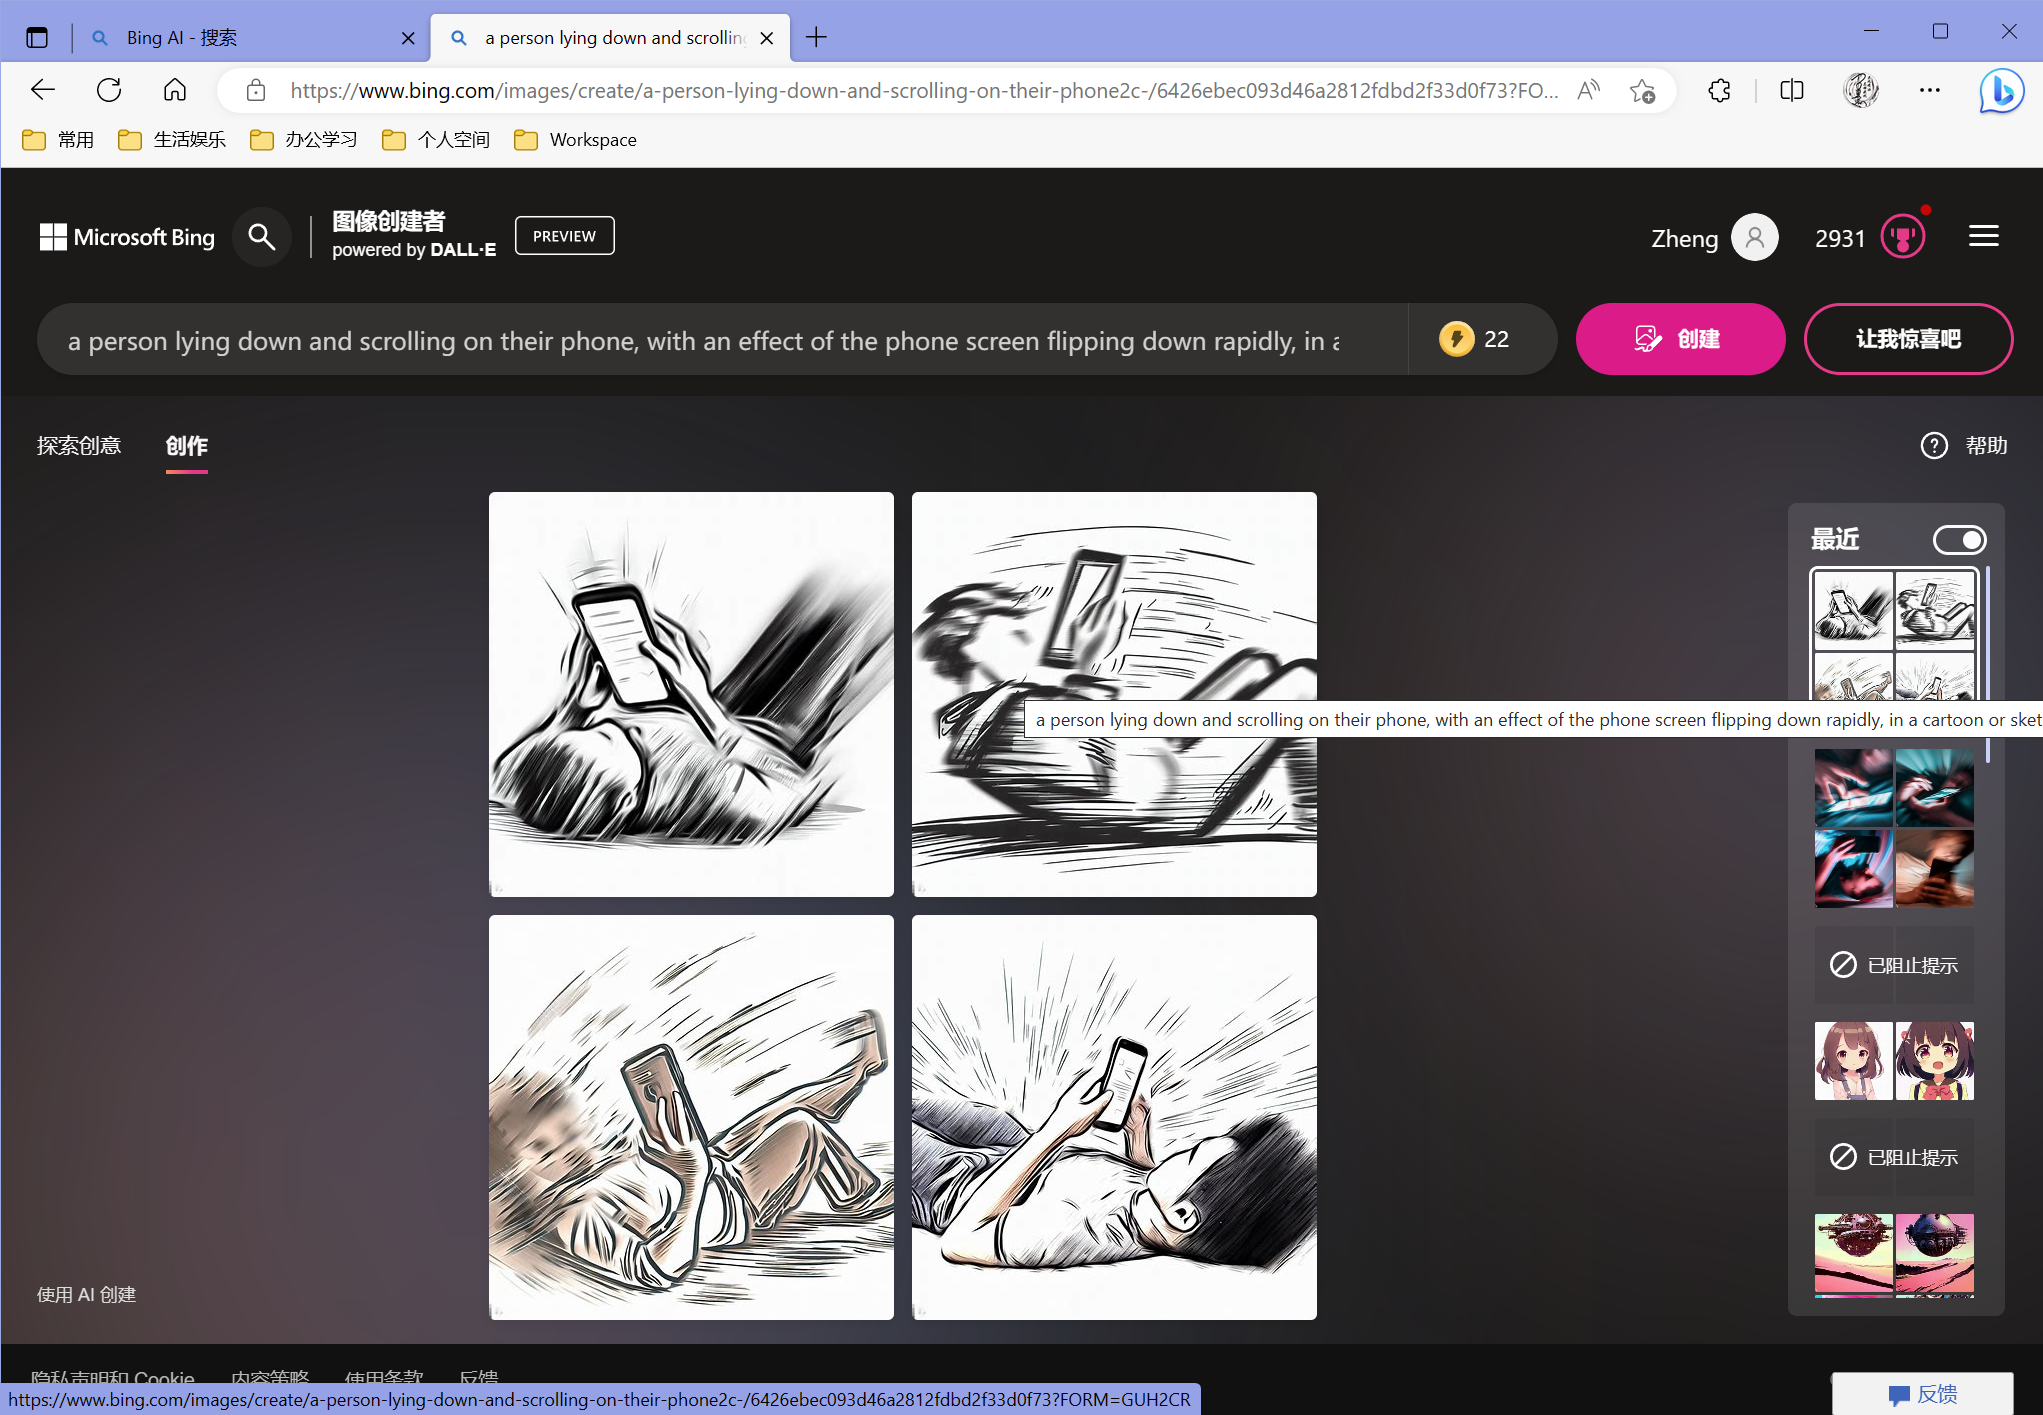 Bing AI - 搜索
a person lying down and scrolling
https://www.bing.com/images/create/a-person-lying-down-and-scrolling-on-their-phone2c-/6426ebec093d46a2812fdbd2f33d0f73?FO...
常用
生活娱乐
办公学习
个人空间
Workspace
Microsoft Bing
图像创建者
powered by DALL·E
PREVIEW
Zheng
2931
a person lying down and scrolling on their phone, with an effect of the phone screen flipping down rapidly, in a
22
创建
让我惊喜吧
探索创意
创作
帮助
最近
a person lying down and scrolling on their phone, with an effect of the phone screen flipping down rapidly, in a cartoon or sket
已阻止提示
已阻止提示
使用 AI 创建
隐私声明和 Cookie
内容策略
使用条款
反馈
https://www.bing.com/images/create/a-person-lying-down-and-scrolling-on-their-phone2c-/6426ebec093d46a2812fdbd2f33d0f73?FORM=GUH2CR
反馈